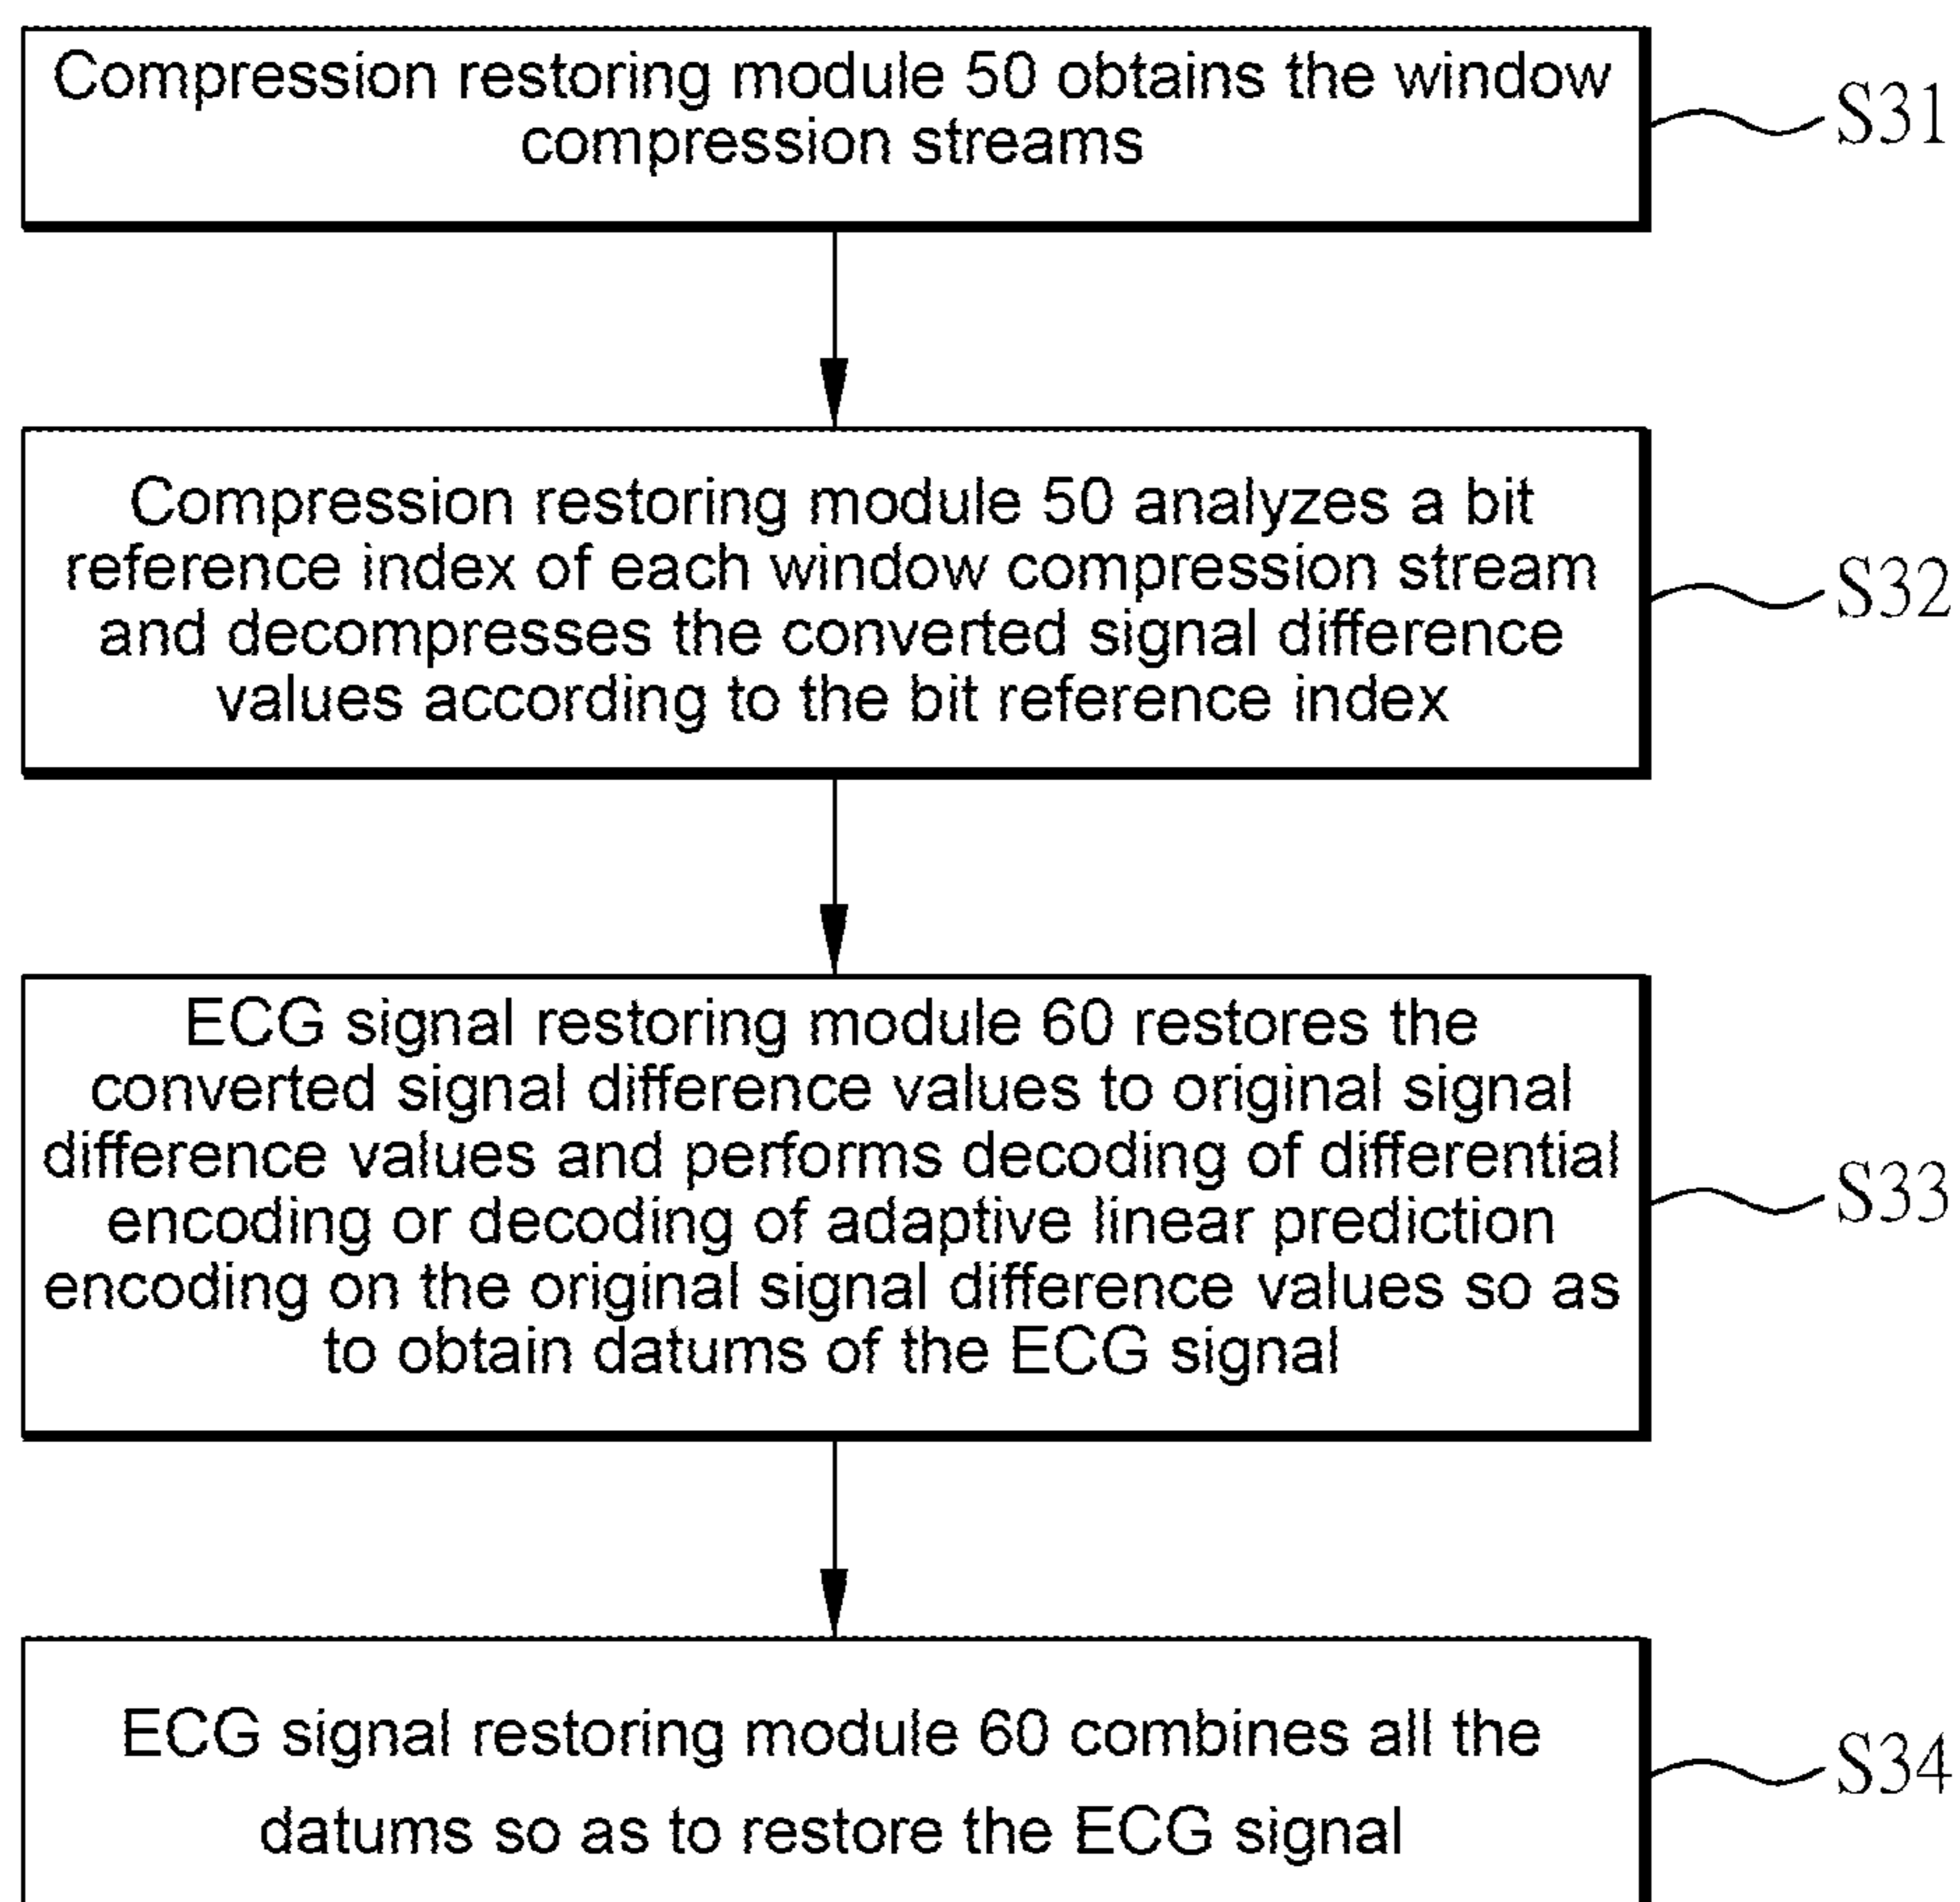 Compression restoring module 50 obtains the window
compression streams
S31
Compression restoring module 50 analyzes a bit
reference index of each window compression stream
and decompresses the converted signal difference
values according to the bit reference index
S32
ECG signal restoring module 60 restores the
converted signal difference values to original signal
difference values and performs decoding of differential
encoding or decoding of adaptive linear prediction
encoding on the original signal difference values so as
to obtain datums of the ECG signal
S33
ECG signal restoring module 60 combines all the
datums so as to restore the ECG signal
S34